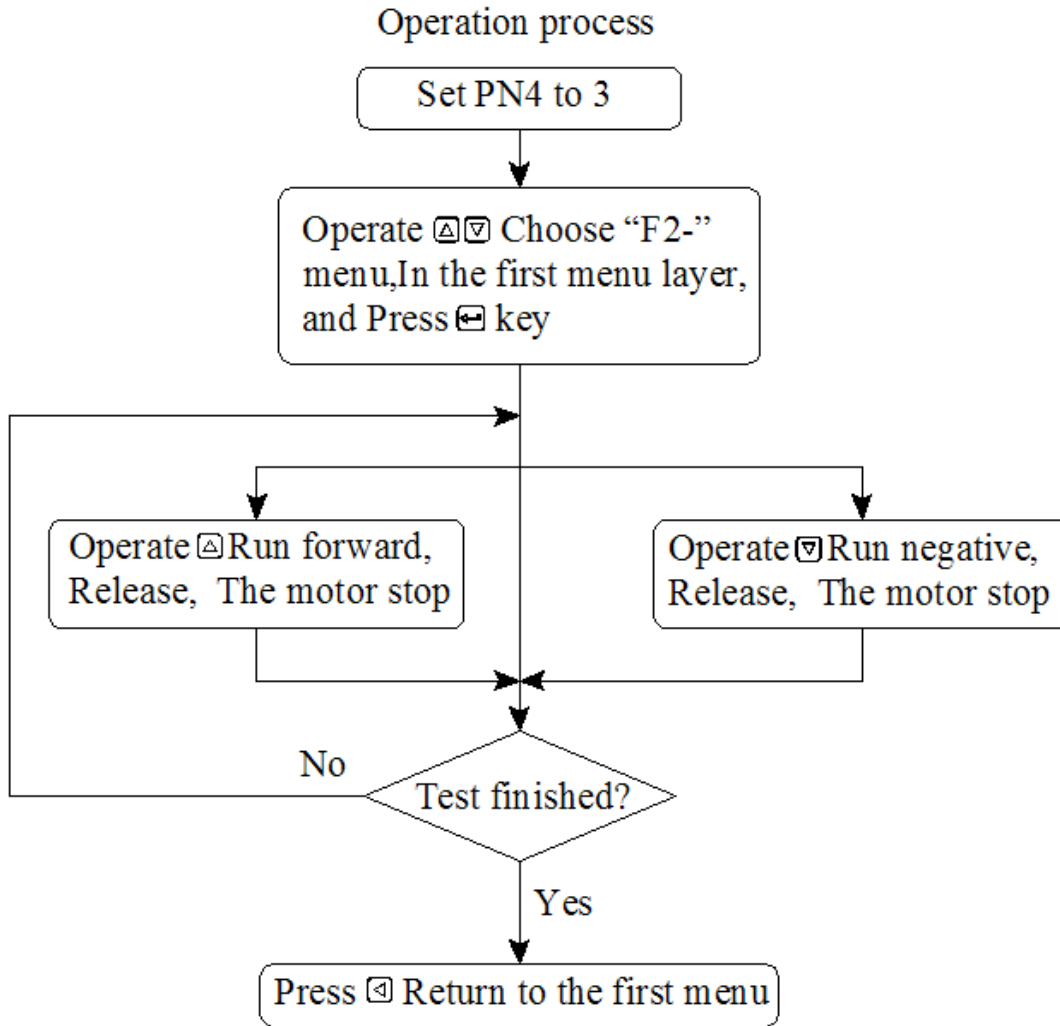 Operation process
Set PN4 to 3
Operate Choose “F2-”
menu,In the first menu layer,
and Press key
Operate Run forward,
Release, The motor stop
Operate Run negative,
Release, The motor stop
No
Test finished?
Yes
Press Return to the first menu